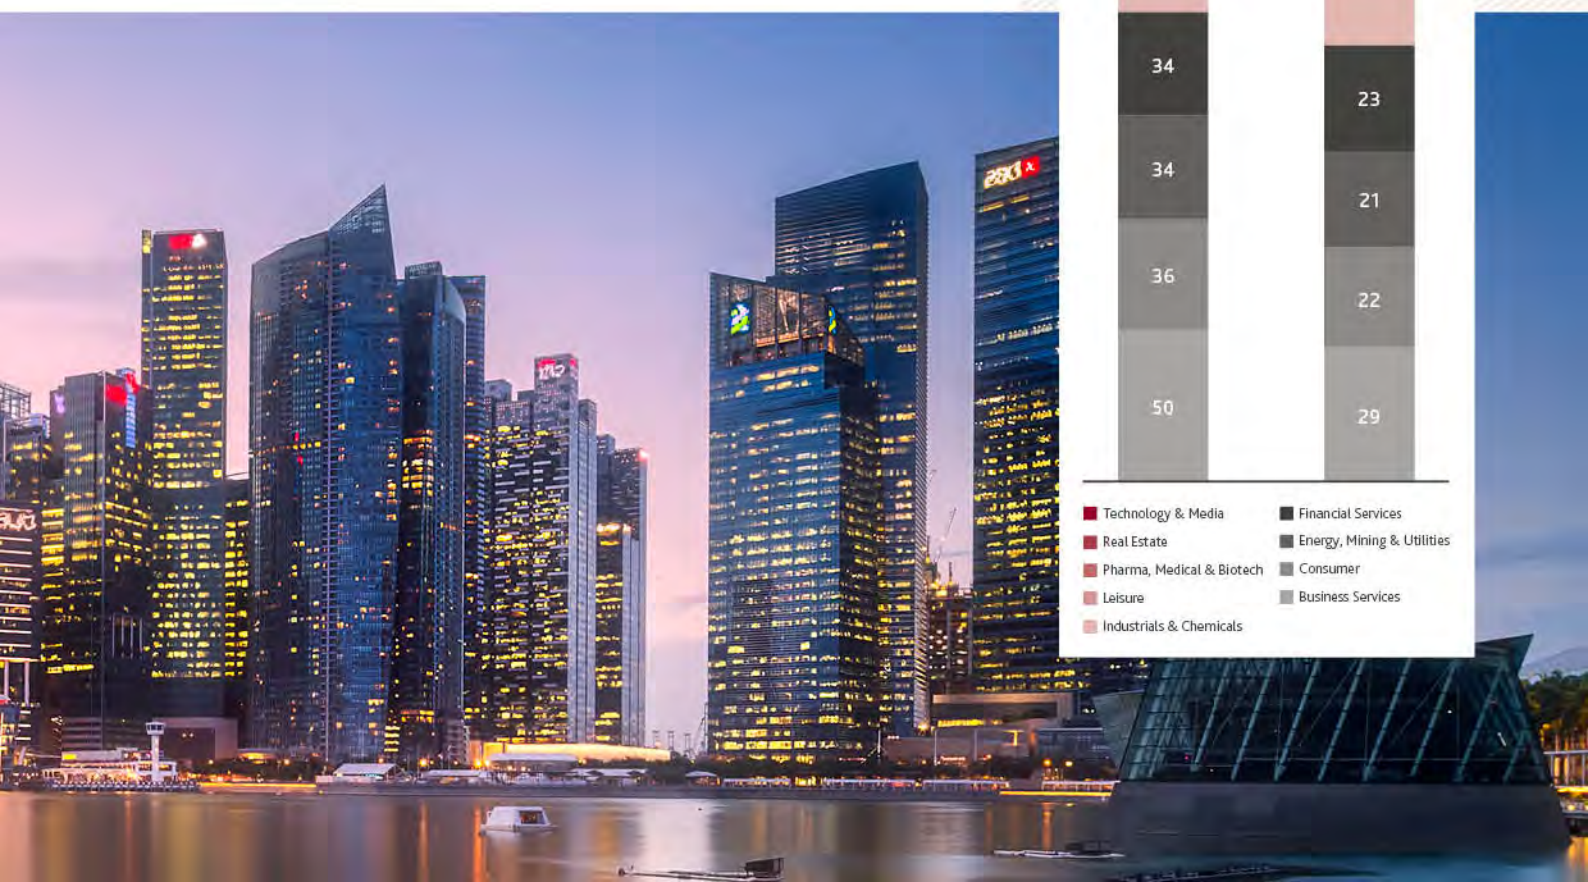 34
23
34
21
36
22
50
29
Technology & Media
Real Estate
Pharma, Medical & Biotech
Leisure
Industrials & Chemicals
Financial Services
Energy, Mining & Utilities
Consumer
Business Services